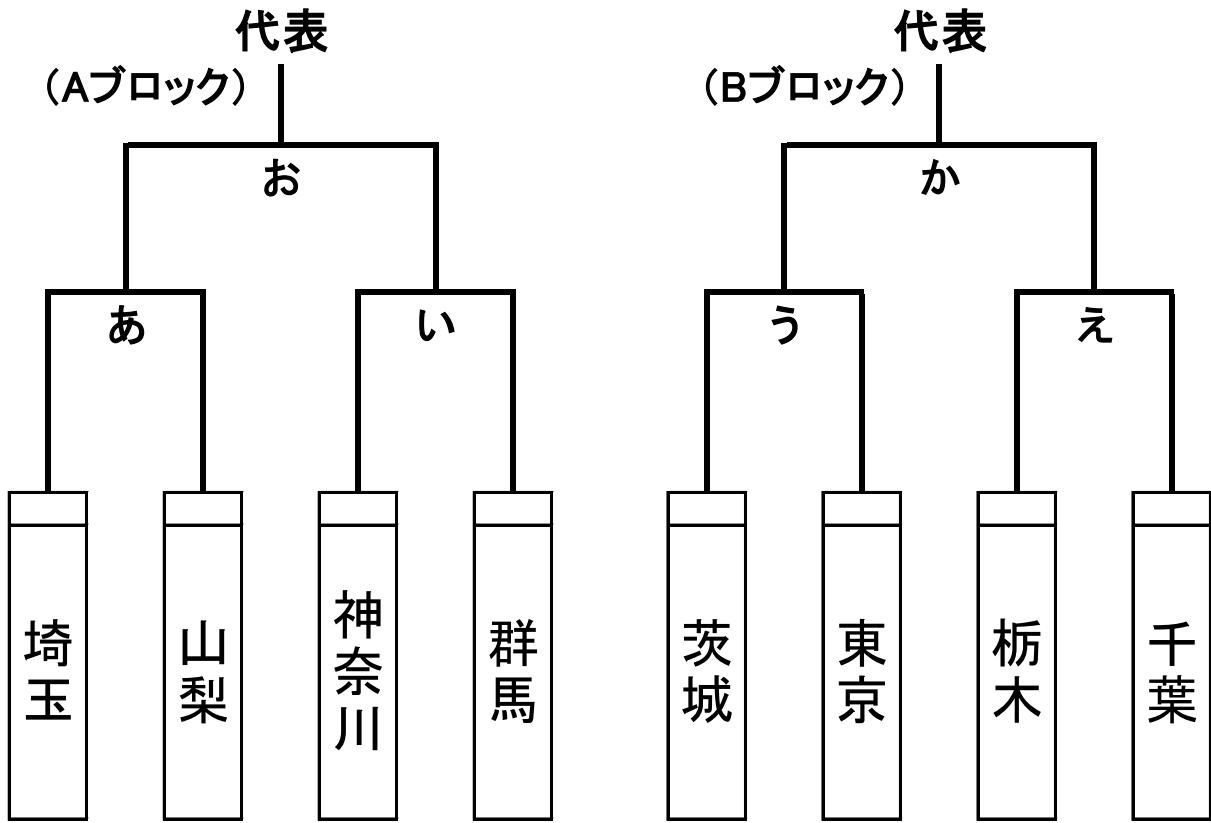 代表
(Aブロック)
お
あ
い
埼玉
山梨
神奈川
群馬
代表
(Bブロック)
か
う
え
茨城
東京
栃木
千葉